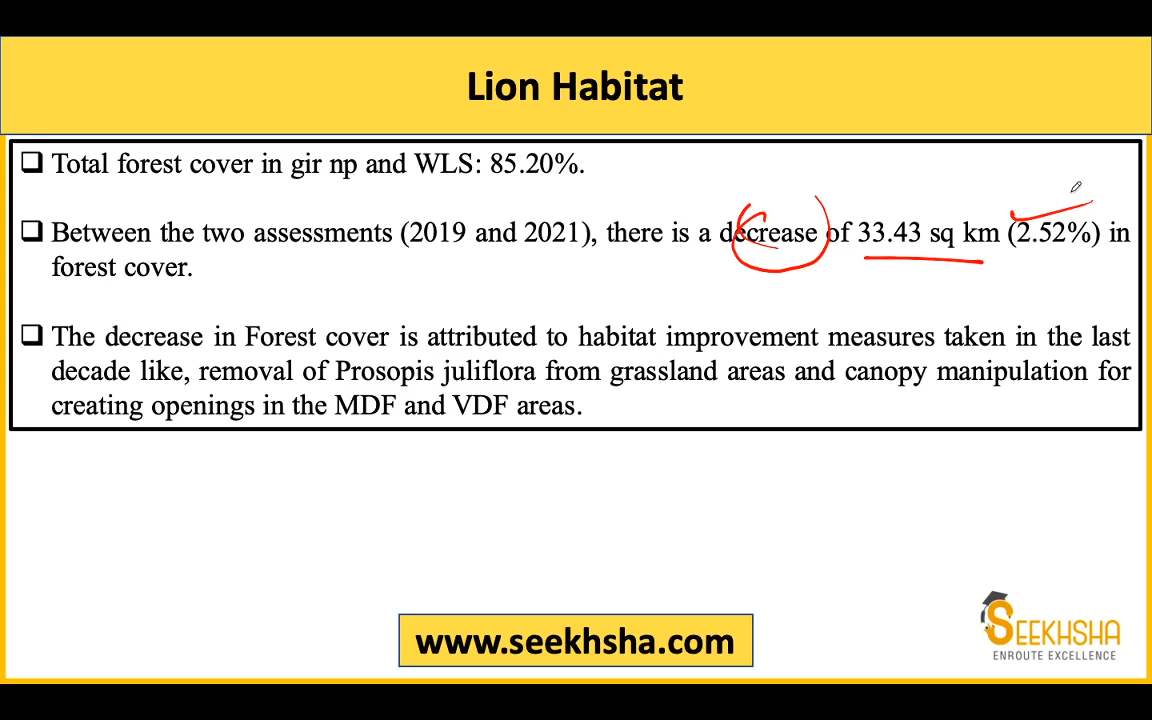 Lion Habitat
Total forest cover in gir np and WLS: 85.20%.
Between the two assessments (2019 and 2021), there is a decrease of 33.43 sq km (2.52%) in
forest cover.
The decrease in Forest cover is attributed to habitat improvement measures taken in the last
decade like, removal of Prosopis juliflora from grassland areas and canopy manipulation for
creating openings in the MDF and VDF areas.
www.seekhsha.com
SEEKHSHA
ENROUTE EXCELLENCE